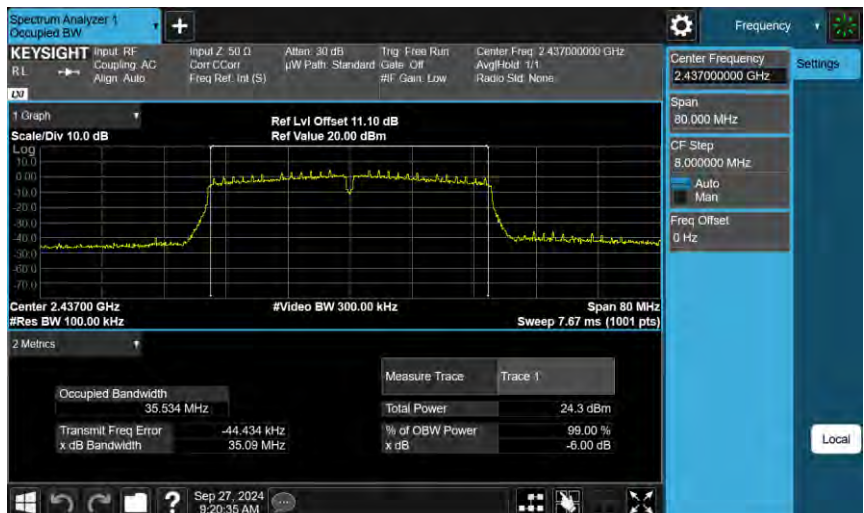 Spectrum Analyzer 1
Occupied BW
Frequency
KEYSIGHT
RL
LXI
Input: RF
Coupling: AC
Align: Auto
Input Z: 50 Ω
Corr CCorr
Freq Ref: Int (S)
Atten: 30 dB
µW Path: Standard
Trig: Free Run
Gate: Off
#IF Gain: Low
Center Freq: 2.437000000 GHz
Avg|Hold: 1/1
Radio Std: None
Center Frequency
2.437000000 GHz
Settings
Span
80.000 MHz
CF Step
8.000000 MHz
Auto
Man
Freq Offset
0 Hz
1 Graph
Scale/Div 10.0 dB
Ref Lvl Offset 11.10 dB
Ref Value 20.00 dBm
Log
10.0
0.00
-10.0
-20.0
-30.0
-40.0
-50.0
-60.0
-70.0
Center 2.43700 GHz
#Video BW 300.00 kHz
Span 80 MHz
#Res BW 100.00 kHz
Sweep 7.67 ms (1001 pts)
2 Metrics
Measure Trace
Trace 1
Occupied Bandwidth
35.534 MHz
Total Power
24.3 dBm
Transmit Freq Error
-44.434 kHz
% of OBW Power
99.00 %
x dB Bandwidth
35.09 MHz
x dB
-6.00 dB
Local
Sep 27, 2024
9:20:35 AM